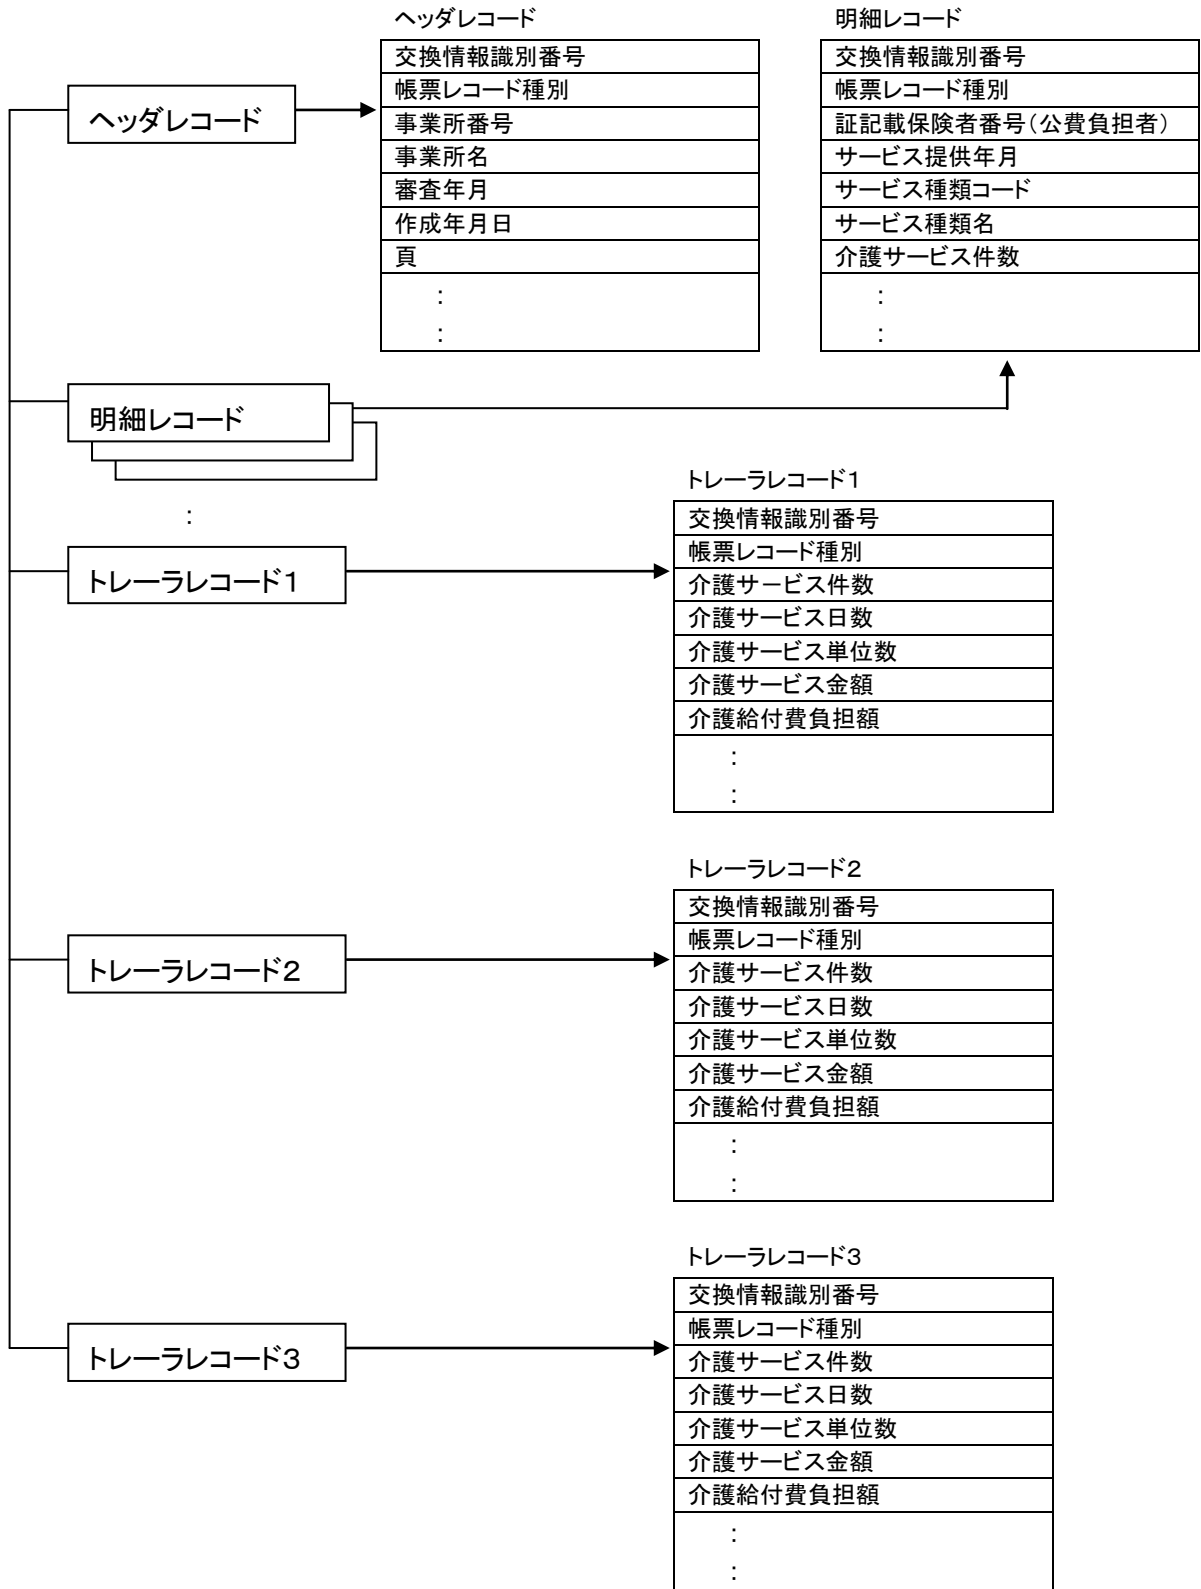 ヘッダレコード
明細レコード
交換情報識別番号
帳票レコード種別
事業所番号
事業所名
審査年月
作成年月日
頁
:
:
交換情報識別番号
帳票レコード種別
証記載保険者番号(公費負担者)
サービス提供年月
サービス種類コード
サービス種類名
介護サービス件数
:
:
ヘッダレコード
明細レコード
:
トレーラレコード1
トレーラレコード1
交換情報識別番号
帳票レコード種別
介護サービス件数
介護サービス日数
介護サービス単位数
介護サービス金額
介護給付費負担額
:
:
トレーラレコード2
トレーラレコード2
交換情報識別番号
帳票レコード種別
介護サービス件数
介護サービス日数
介護サービス単位数
介護サービス金額
介護給付費負担額
:
:
トレーラレコード3
トレーラレコード3
交換情報識別番号
帳票レコード種別
介護サービス件数
介護サービス日数
介護サービス単位数
介護サービス金額
介護給付費負担額
:
: